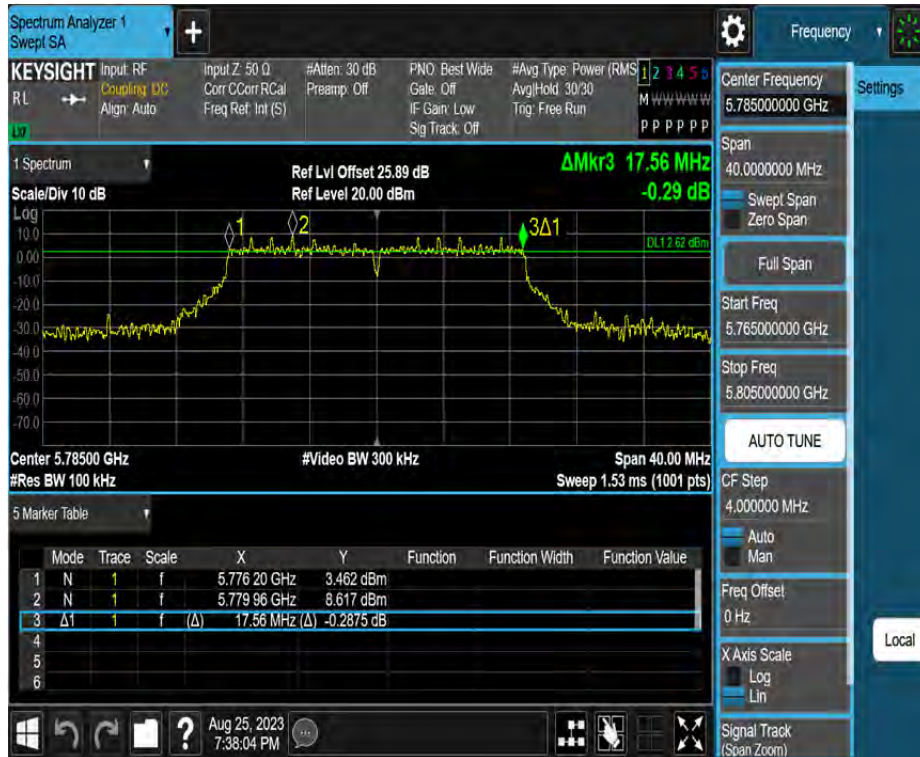 Spectrum Analyzer 1
Swept SA
Frequency
KEYSIGHT
RL
Input: RF
Coupling: DC
Align: Auto
Input Z: 50 Ω
Corr CCorr RCal
Freq Ref: Int (S)
#Atten: 30 dB
Preamp: Off
PNO: Best Wide
Gate: Off
IF Gain: Low
Sig Track: Off
#Avg Type: Power (RMS
Avg|Hold: 30/30
Trig: Free Run
1 2 3 4 5 6
M W W W W W
P P P P P P
Center Frequency
5.785000000 GHz
Settings
1 Spectrum
Scale/Div 10 dB
Ref Lvl Offset 25.89 dB
Ref Level 20.00 dBm
ΔMkr3 17.56 MHz
-0.29 dB
Log
10.0
0.00
-10.0
-20.0
-30.0
-40.0
-50.0
-60.0
-70.0
1
2
3Δ1
DL1 2.62 dBm
Center 5.78500 GHz
#Res BW 100 kHz
#Video BW 300 kHz
Span 40.00 MHz
Sweep 1.53 ms (1001 pts)
Span
40.0000000 MHz
Swept Span
Zero Span
Full Span
Start Freq
5.765000000 GHz
Stop Freq
5.805000000 GHz
AUTO TUNE
CF Step
4.000000 MHz
Auto
Man
Freq Offset
0 Hz
X Axis Scale
Log
Lin
Signal Track
(Span Zoom)
Local
5 Marker Table
Mode Trace Scale X Y Function Function Width Function Value
1 N 1 f 5.776 20 GHz 3.462 dBm
2 N 1 f 5.779 96 GHz 8.617 dBm
3 Δ1 1 f (Δ) 17.56 MHz (Δ) -0.2875 dB
4
5
6
?
Aug 25, 2023
7:38:04 PM